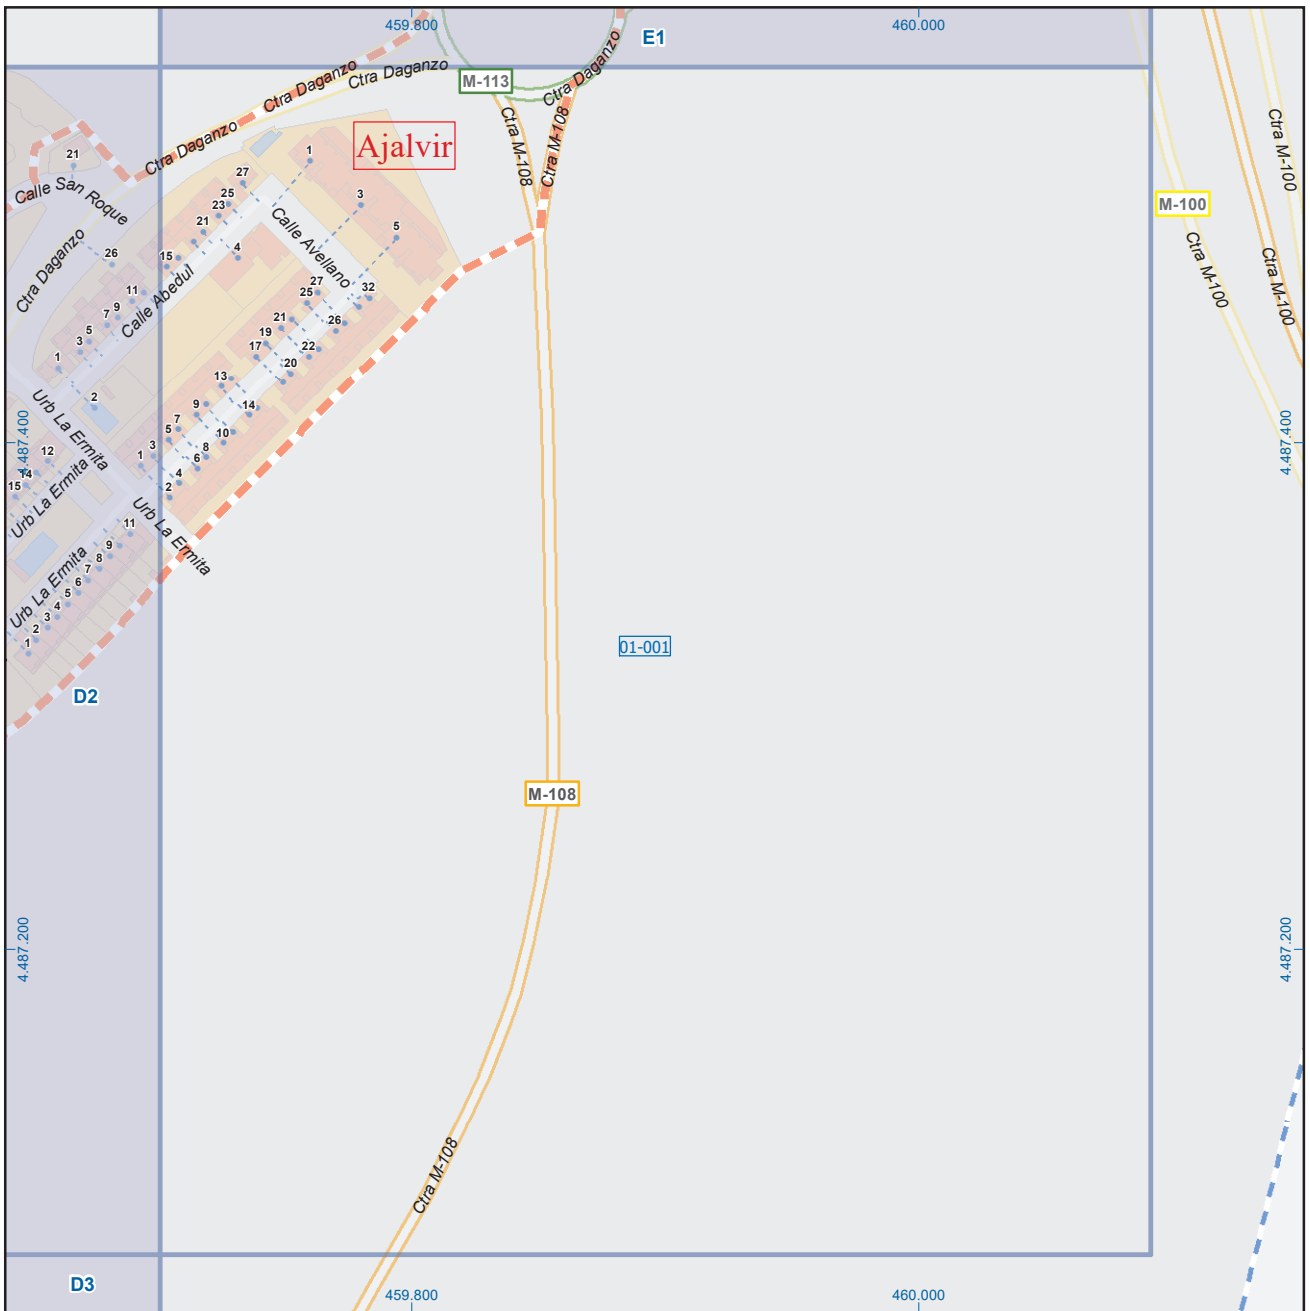 459.800
460.000
E1
M-113
Ctra Daganzo
Ctra Daganzo
Ctra Daganzo
Ctra Daganzo
Ctra M-108
Ctra M-108
Ajalvir
Ctra M-100
Ctra M-100
Ctra M-100
M-100
21
Calle San Roque
Ctra Daganzo
27
25
23
21
15
4
1
3
5
Calle Avellano
26
11
9
7
5
3
1
2
Calle Abedul
32
27
25
26
21
19
17
22
20
13
14
9
7
5
3
1
10
8
6
4
2
Urb La Ermita
12
14
15
Urb La Ermita
Urb La Ermita
Urb La Ermita
11
9
8
7
6
5
4
3
2
1
4.487.400
4.487.400
01-001
D2
M-108
4.487.200
4.487.200
Ctra M-108
D3
459.800
460.000